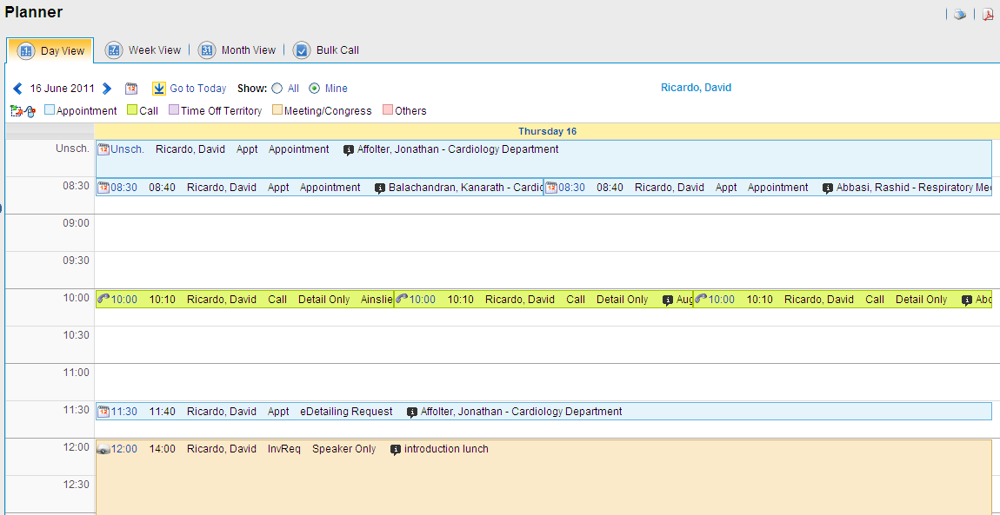 Planner
Day View Week View Month View Bulk Call
16 June 2011 12 Go to Today Show: All Mine Ricardo, David
Appointment Call Time Off Territory Meeting/Congress Others
Thursday 16
Unsch. 12 Unsch. Ricardo, David Appt Appointment Affolter, Jonathan - Cardiology Department
08:30 12 08:30 08:40 Ricardo, David Appt Appointment Balachandran, Kanarath - Cardic 12 08:30 08:40 Ricardo, David Appt Appointment Abbasi, Rashid - Respiratory Me
09:00
09:30
10:00 10:00 10:10 Ricardo, David Call Detail Only Ainslie 10:00 10:10 Ricardo, David Call Detail Only Aug 10:00 10:10 Ricardo, David Call Detail Only Abd
10:30
11:00
11:30 12 11:30 11:40 Ricardo, David Appt eDetailing Request Affolter, Jonathan - Cardiology Department
12:00 12:00 14:00 Ricardo, David InvReq Speaker Only introduction lunch
12:30